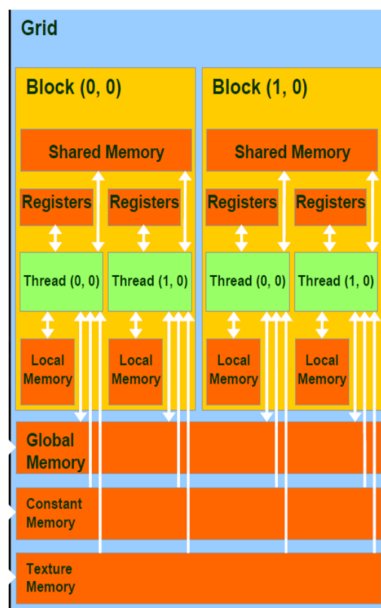 Grid
Block (0, 0)
Block (1, 0)
Shared Memory
Shared Memory
Registers
Registers
Registers
Registers
Thread (0, 0)
Thread (1, 0)
Thread (0, 0)
Thread (1, 0)
Local
Memory
Local
Memory
Local
Memory
Local
Memory
Global
Memory
Constant
Memory
Texture
Memory